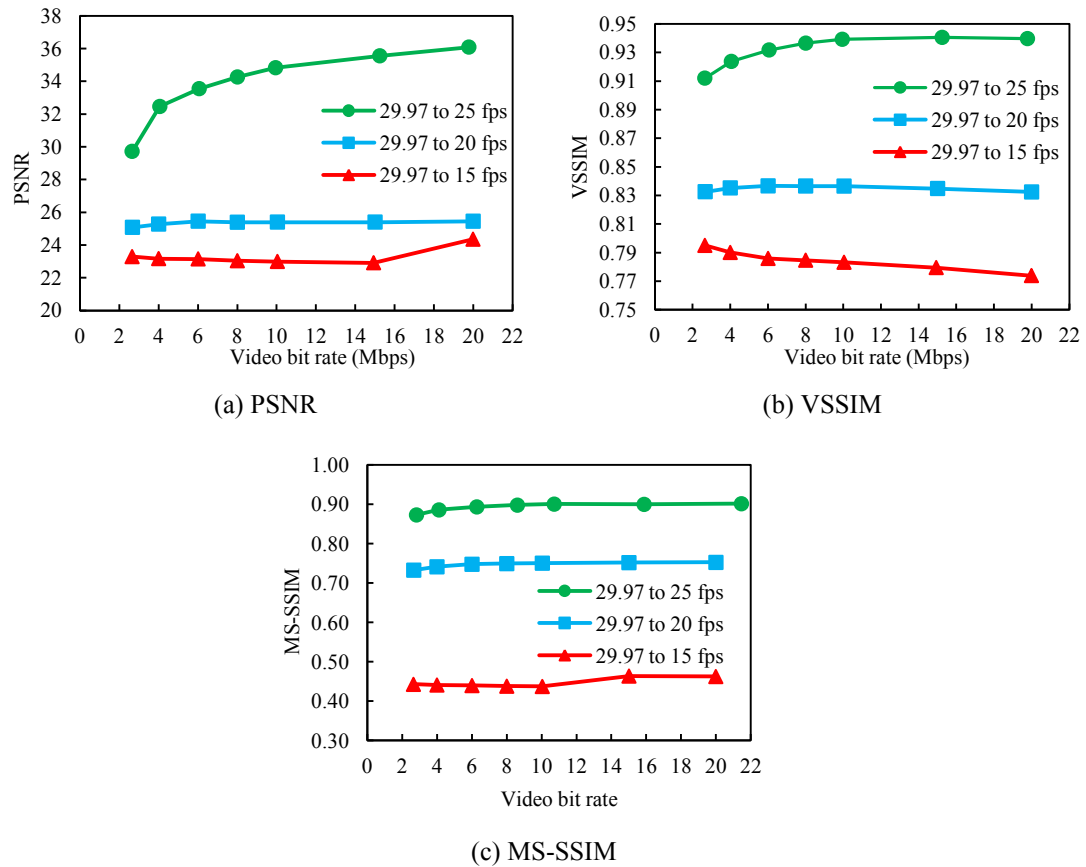 38
36
34
32
30
28
26
24
22
20
PSNR
29.97 to 25 fps
29.97 to 20 fps
29.97 to 15 fps
0 2 4 6 8 10 12 14 16 18 20 22
Video bit rate (Mbps)
(a) PSNR
0.95
0.93
0.91
0.89
0.87
0.85
0.83
0.81
0.79
0.77
0.75
VSSIM
29.97 to 25 fps
29.97 to 20 fps
29.97 to 15 fps
0 2 4 6 8 10 12 14 16 18 20 22
Video bit rate (Mbps)
(b) VSSIM
1.00
0.90
0.80
0.70
0.60
0.50
0.40
0.30
MS-SSIM
29.97 to 25 fps
29.97 to 20 fps
29.97 to 15 fps
0 2 4 6 8 10 12 14 16 18 20 22
Video bit rate
(c) MS-SSIM